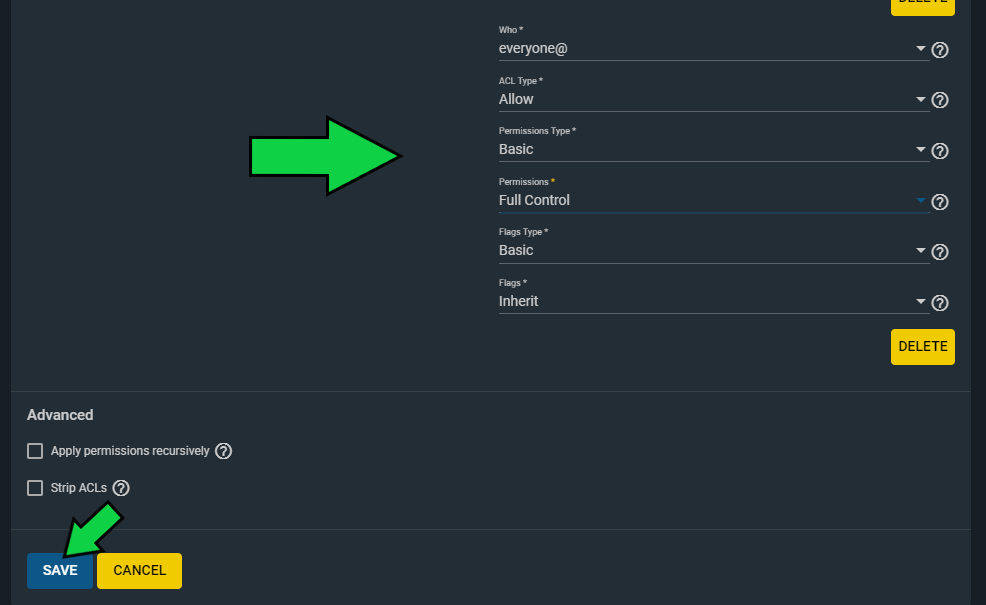 DELETE
Who *
everyone@
ACL Type *
Allow
Permissions Type *
Basic
Permissions *
Full Control
Flags Type *
Basic
Flags *
Inherit
DELETE
Advanced
Apply permissions recursively
Strip ACLs
SAVE CANCEL